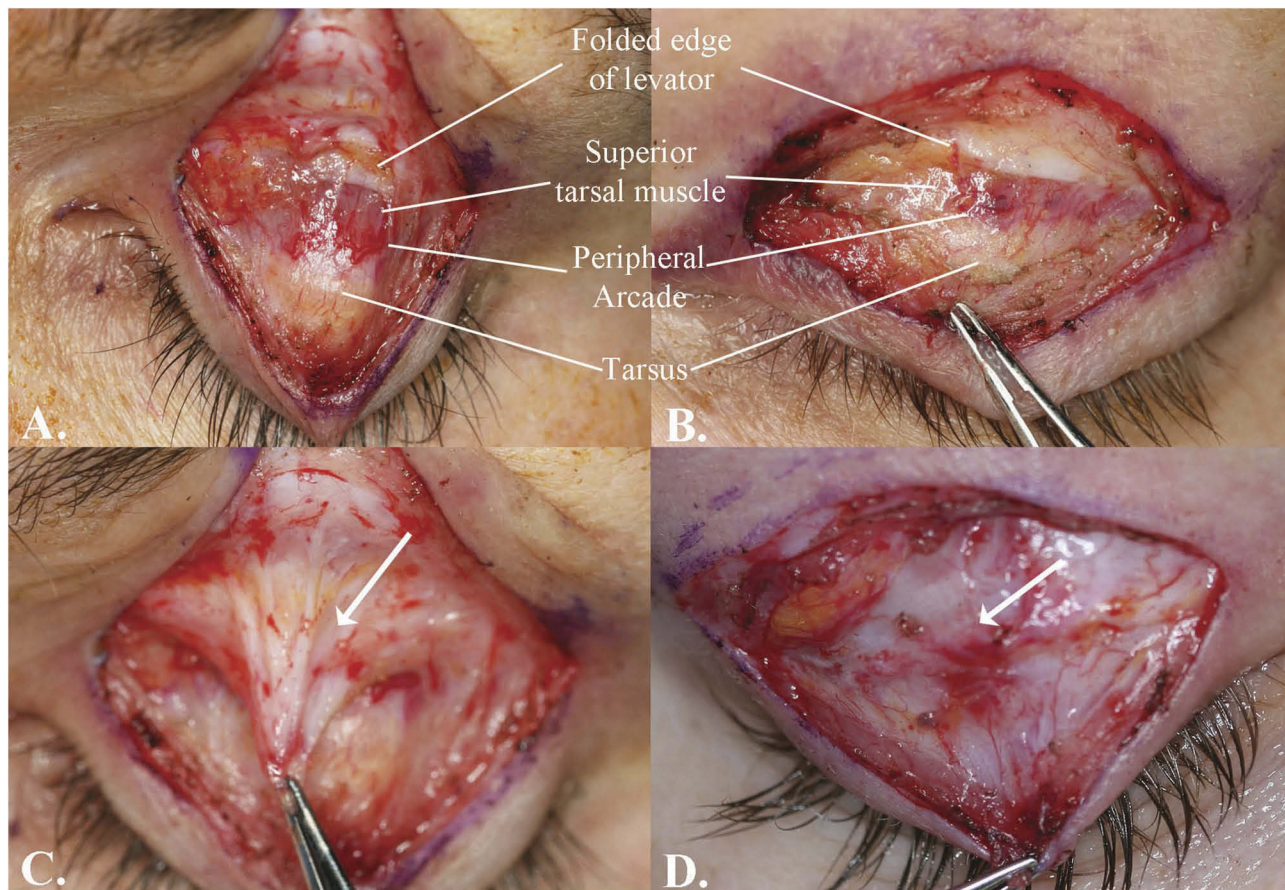 Folded edge
of levator
Superior
tarsal muscle
Peripheral
Arcade
Tarsus
A.
B.
C.
D.